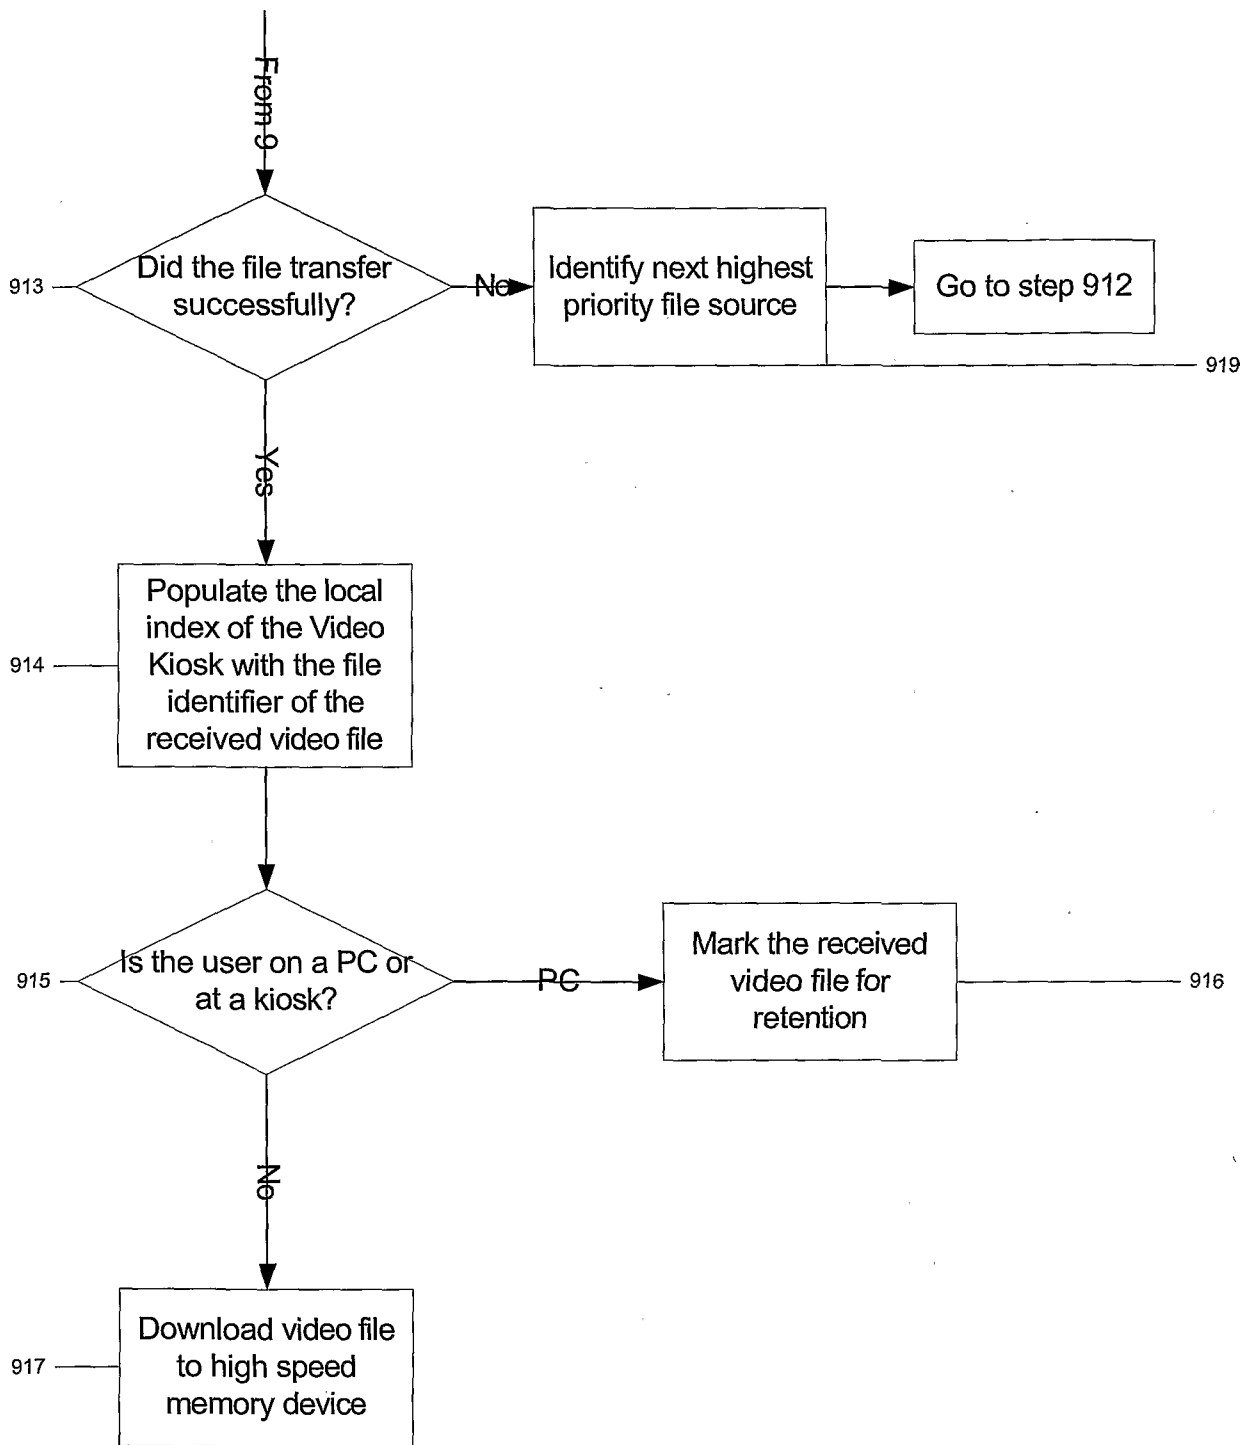 From 9
913
Did the file transfer
successfully?
No
Identify next highest
priority file source
Go to step 912
919
Yes
914
Populate the local
index of the Video
Kiosk with the file
identifier of the
received video file
915
Is the user on a PC or
at a kiosk?
PC
Mark the received
video file for
retention
916
No
917
Download video file
to high speed
memory device